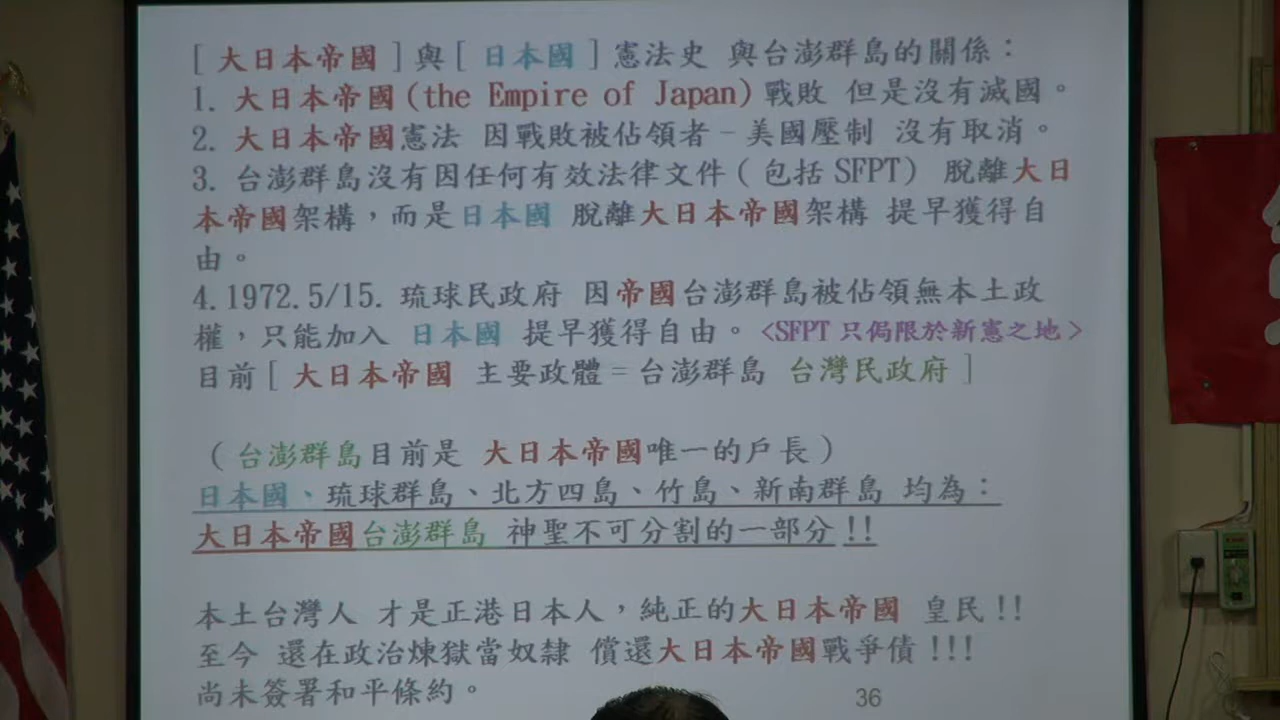 [ 大日本帝國 ] 與 [ 日本國 ] 憲法史 與台澎群島的關係：
1. 大日本帝國(the Empire of Japan)戰敗 但是沒有滅國。
2. 大日本帝國憲法 因戰敗被佔領者–美國壓制 沒有取消。
3. 台澎群島沒有因任何有效法律文件(包括SFPT) 脫離大日
本帝國架構，而是日本國 脫離大日本帝國架構 提早獲得自
由。
4.1972.5/15. 琉球民政府 因帝國台澎群島被佔領無本土政
權，只能加入 日本國 提早獲得自由。<SFPT 只侷限於新憲之地>
目前[ 大日本帝國 主要政體=台澎群島 台灣民政府 ]
(台澎群島目前是 大日本帝國唯一的戶長)
日本國、琉球群島、北方四島、竹島、新南群島 均為：
大日本帝國台澎群島 神聖不可分割的一部分!!
本土台灣人 才是正港日本人，純正的大日本帝國 皇民!!
至今 還在政治煉獄當奴隸 償還大日本帝國戰爭債!!!
尚未簽署和平條約。
36